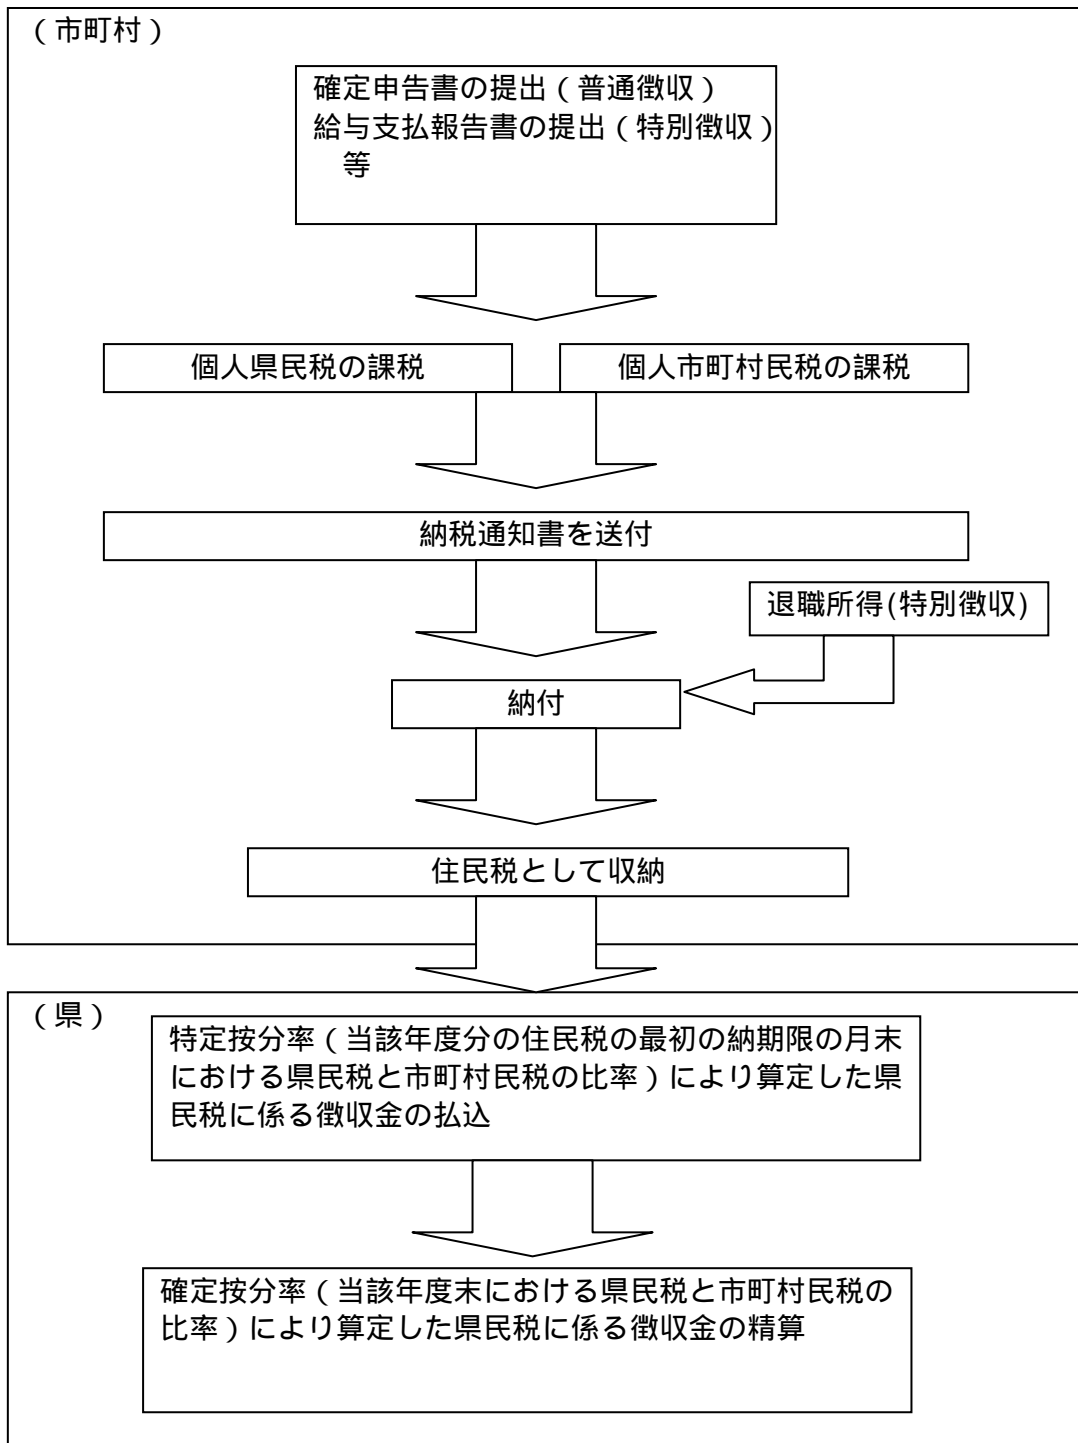 （市町村）
確定申告書の提出（普通徴収）
給与支払報告書の提出（特別徴収）
等
個人県民税の課税
個人市町村民税の課税
納税通知書を送付
退職所得(特別徴収)
納付
住民税として収納
（県）
特定按分率（当該年度分の住民税の最初の納期限の月末
における県民税と市町村民税の比率）により算定した県
民税に係る徴収金の払込
確定按分率（当該年度末における県民税と市町村民税の
比率）により算定した県民税に係る徴収金の精算